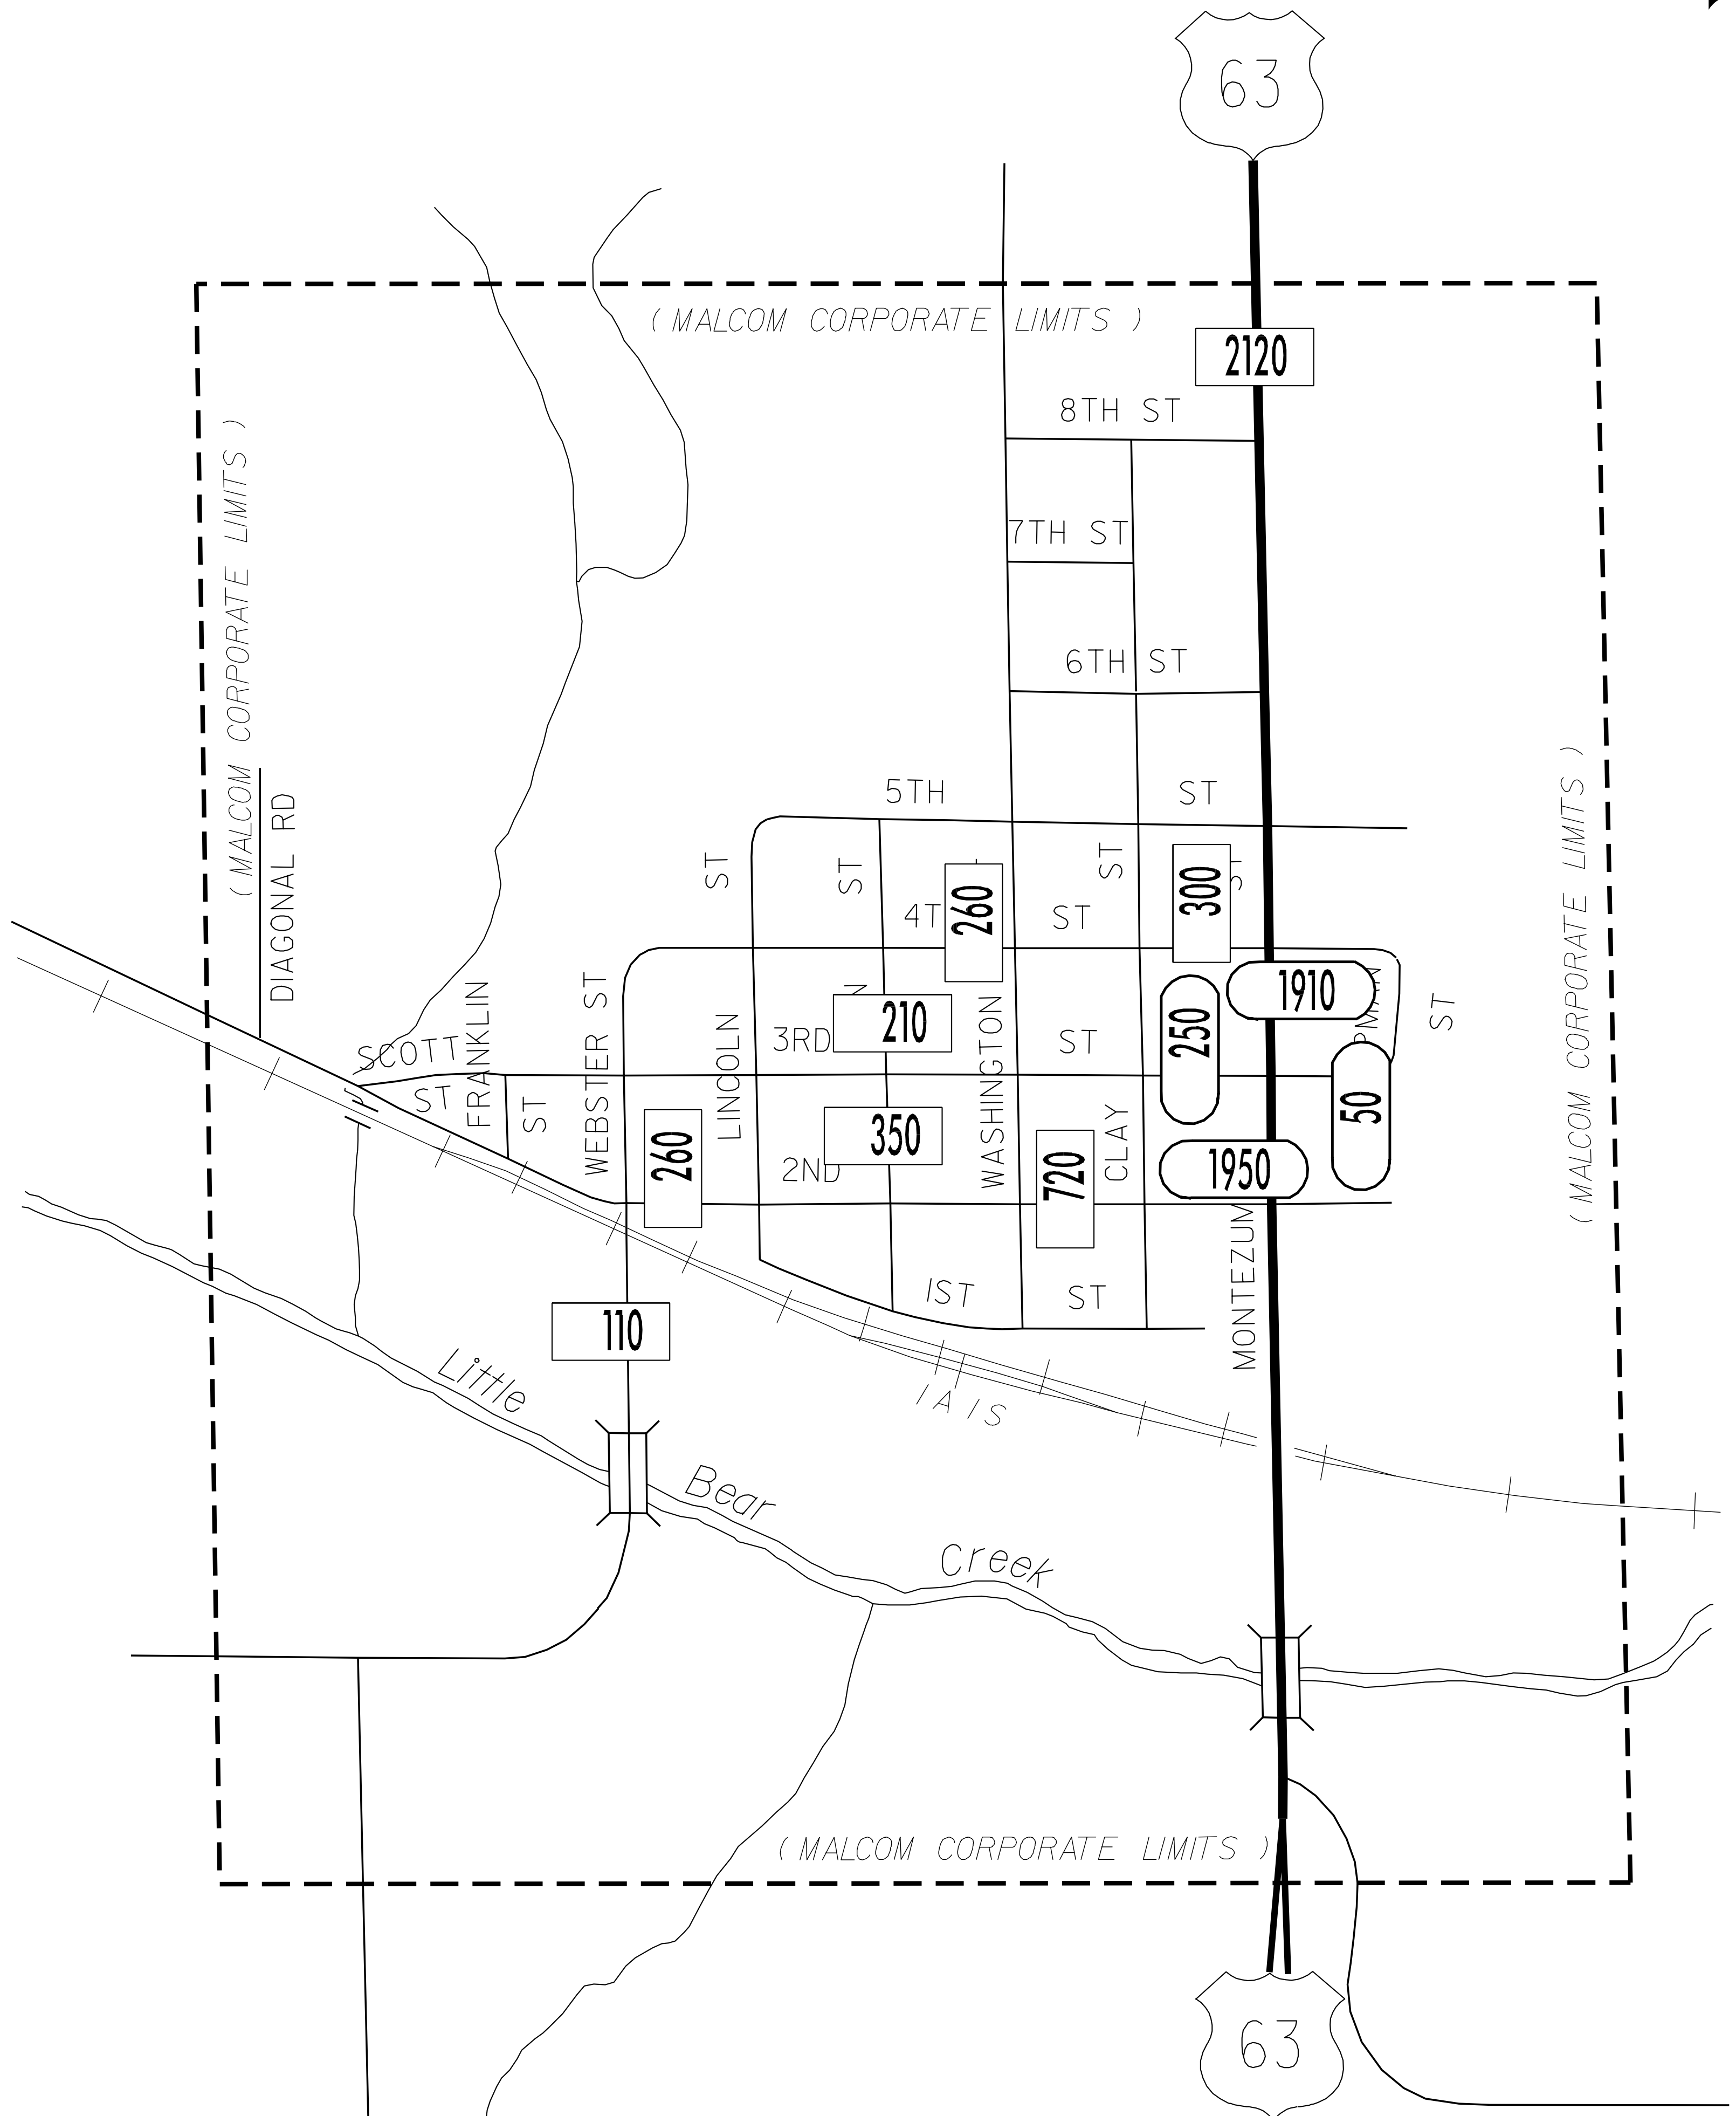 63
( MALCOM CORPORATE LIMITS )
2120
8TH ST
( MALCOM CORPORATE LIMITS )
7TH ST
6TH ST
( MALCOM CORPORATE LIMITS )
5TH ST
DIAGONAL RD
ST
ST
ST
300
260
4T ST
1910
FRANKLIN ST
WEBSTER ST
LINCOLN
210
WASHINGTON
250
ST
3RD ST
SCOTT ST
50
350
CLAY
260
2ND
720
1950
MONTEZUM
1ST ST
110
Little Bear Creek
IAIS
( MALCOM CORPORATE LIMITS )
63